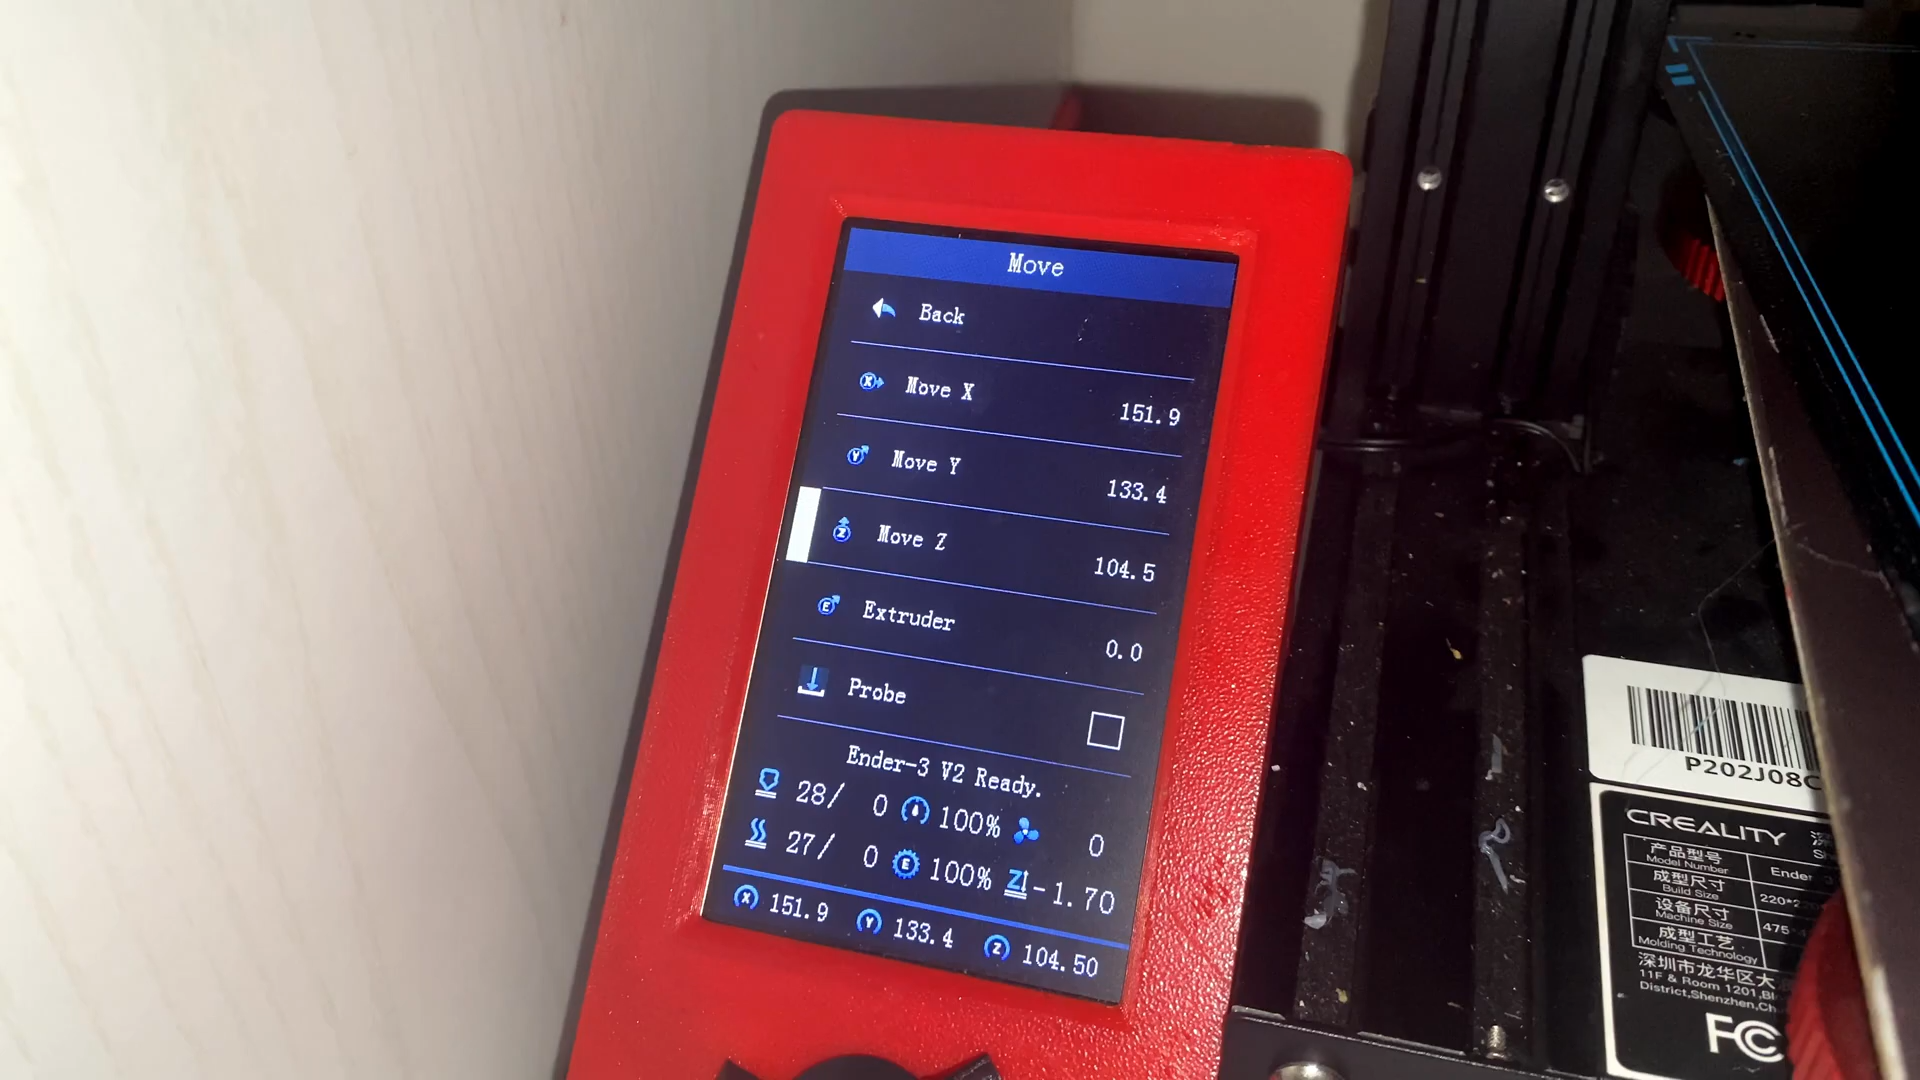 Move
Back
Move X 151.9
Move Y 133.4
Move Z 104.5
Extruder 0.0
Probe
Ender-3 V2 Ready.
28/ 0 100% 0
27/ 0 100% -1.70
X 151.9 Y 133.4 Z 104.50
P202J08C
CREALITY 深
产品型号
Model Number Ender
成型尺寸
Build Size 220*2
设备尺寸
Machine Size 475*
成型工艺
Molding Technology
深圳市龙华区大
11F & Room 1201,Bl
District,Shenzhen,Ch
FC